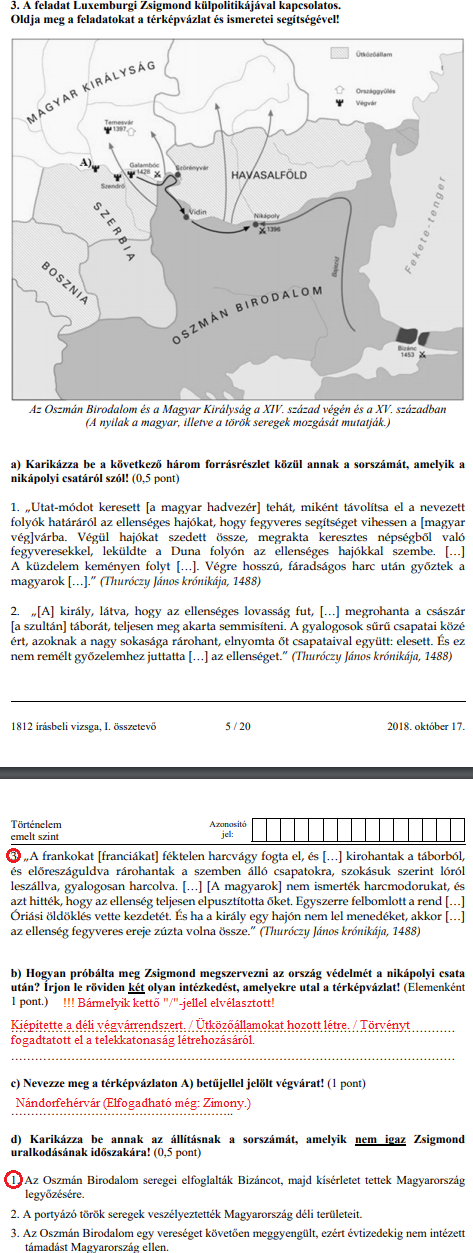 3. A feladat Luxemburgi Zsigmond külpolitikájával kapcsolatos.
Oldja meg a feladatokat a térképvázlat és ismeretei segítségével!
MAGYAR KIRÁLYSÁG
Ütközőállam
Országgyűlés
Végvár
Temesvár
1397
A)
Galambóc
1428
Szörényvár
Szendrő
HAVASALFÖLD
SZERBIA
Vidin
Nikápoly
1396
BOSZNIA
Fekete-tenger
Bajazid
OSZMÁN BIRODALOM
Bizánc
1453
Az Oszmán Birodalom és a Magyar Királyság a XIV. század végén és a XV. században
(A nyilak a magyar, illetve a török seregek mozgását mutatják.)
a) Karikázza be a következő három forrásrészlet közül annak a sorszámát, amelyik a
nikápolyi csatáról szól! (0,5 pont)
1. „Utat-módot keresett [a magyar hadvezér] tehát, miként távolítsa el a nevezett
folyók határáról az ellenséges hajókat, hogy fegyveres segítséget vihessen a [magyar
vég]várba. Végül hajókat szedett össze, megrakta keresztes népségből való
fegyveresekkel, leküldte a Duna folyón az ellenséges hajókkal szembe. […]
A küzdelem keményen folyt […]. Végre hosszú, fáradságos harc után győztek a
magyarok […].” (Thuróczy János krónikája, 1488)
2. „[A] király, látva, hogy az ellenséges lovasság fut, […] megrohanta a császár
[a szultán] táborát, teljesen meg akarta semmisíteni. A gyalogosok sűrű csapatai közé
ért, azoknak a nagy sokasága rárohant, elnyomta őt csapataival együtt: elesett. És ez
nem remélt győzelemhez juttatta […] az ellenséget.” (Thuróczy János krónikája, 1488)
1812 írásbeli vizsga, I. összetevő 5 / 20 2018. október 17.
Történelem
emelt szint
Azonosító
jel:
3. „A frankokat [franciákat] féktelen harcvágy fogta el, és […] kirohantak a táborból,
és előreszáguldva rárohantak a szemben álló csapatokra, szokásuk szerint lóról
leszállva, gyalogosan harcolva. […] [A magyarok] nem ismerték harcmodorukat, és
azt hitték, hogy az ellenség teljesen elpusztította őket. Egyszerre felbomlott a rend […]
Óriási öldöklés vette kezdetét. És ha a király egy hajón nem lel menedéket, akkor […]
az ellenség fegyveres ereje zúzta volna össze.” (Thuróczy János krónikája, 1488)
b) Hogyan próbálta meg Zsigmond megszervezni az ország védelmét a nikápolyi csata
után? Írjon le röviden két olyan intézkedést, amelyekre utal a térképvázlat! (Elemenként
1 pont.) !!! Bármelyik kettő "/"-jellel elválasztott!
Kiépítette a déli végvárrendszert. / Ütközőállamokat hozott létre. / Törvényt
fogadtatott el a telekkatonaság létrehozásáról.
c) Nevezze meg a térképvázlaton A) betűjellel jelölt végvárat! (1 pont)
Nándorfehérvár (Elfogadható még: Zimony.)
d) Karikázza be annak az állításnak a sorszámát, amelyik nem igaz Zsigmond
uralkodásának időszakára! (0,5 pont)
1. Az Oszmán Birodalom seregei elfoglalták Bizáncot, majd kísérletet tettek Magyarország
legyőzésére.
2. A portyázó török seregek veszélyeztették Magyarország déli területeit.
3. Az Oszmán Birodalom egy vereséget követően meggyengült, ezért évtizedekig nem intézett
támadást Magyarország ellen.